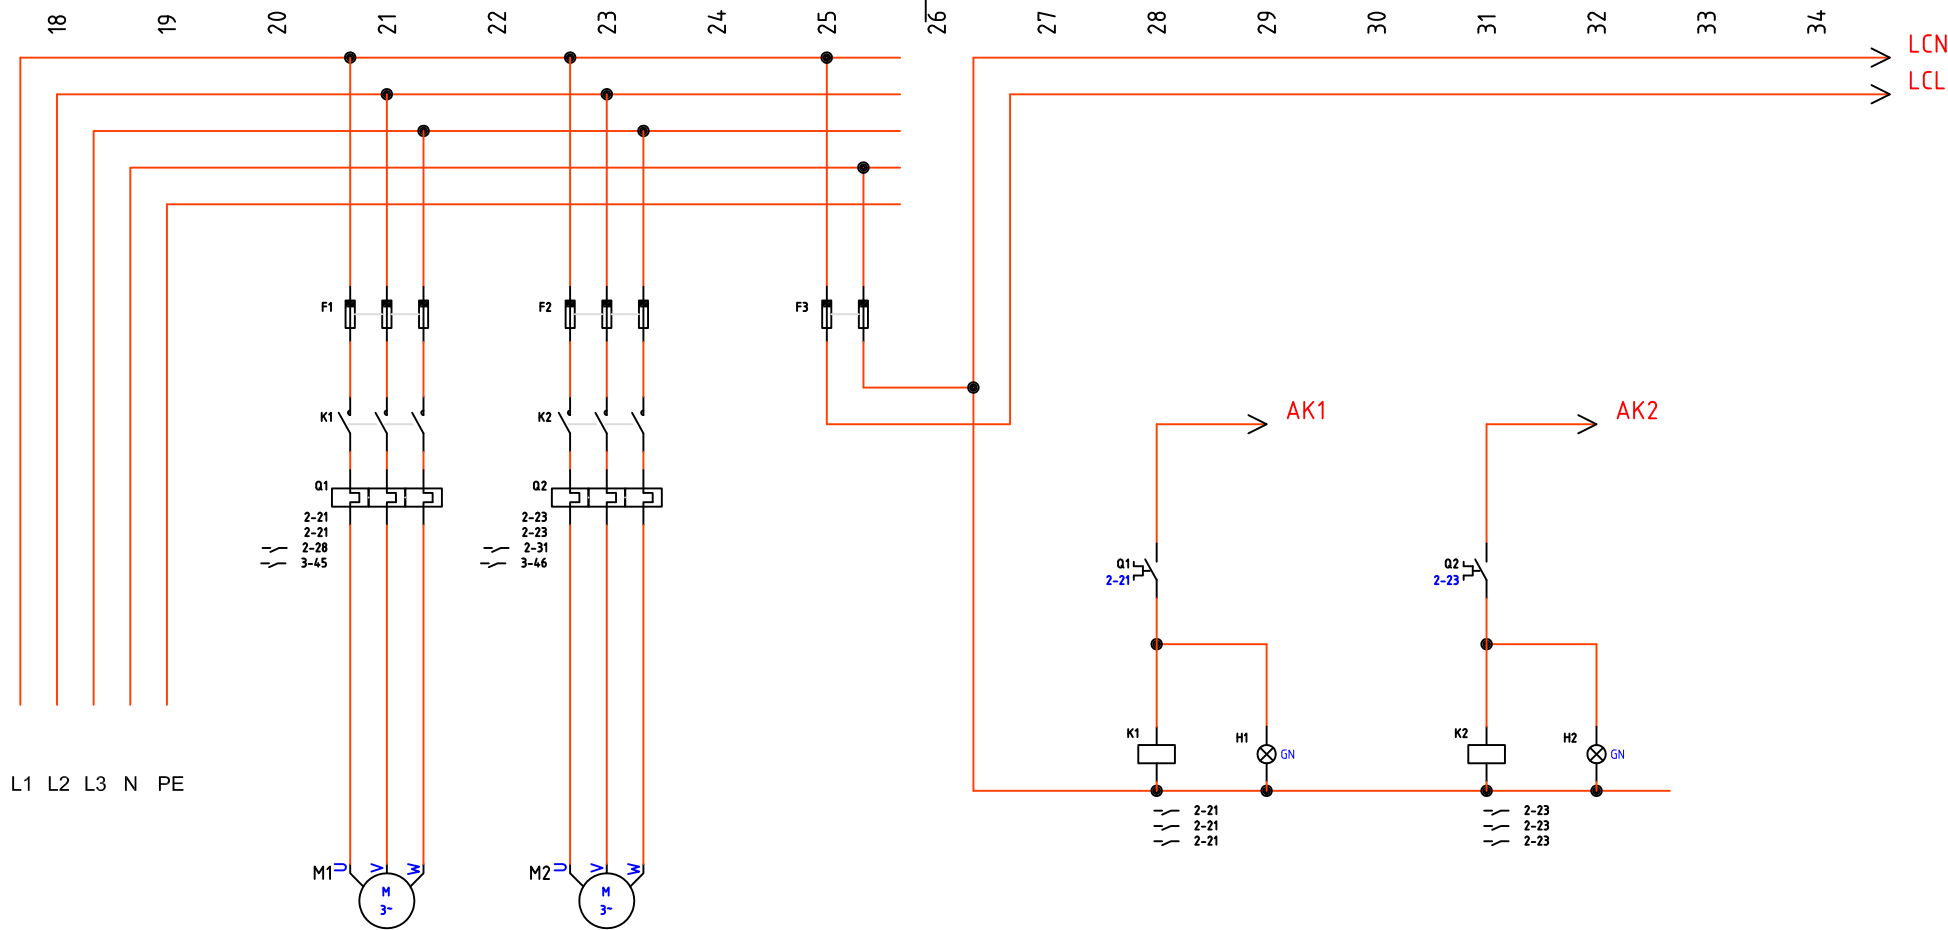 18 19 20 21 22 23 24 25 26 27 28 29 30 31 32 33 34
LCN
LCL
F1 F2 F3
K1 K2 AK1 AK2
Q1 Q2
2-21 2-23
2-21 2-23
2-28 2-31
3-45 3-46
Q1 Q2
2-21 2-23
K1 H1 K2 H2
GN GN
L1 L2 L3 N PE
2-21 2-23
2-21 2-23
2-21 2-23
M1 U V W M2 U V W
M M
3~ 3~